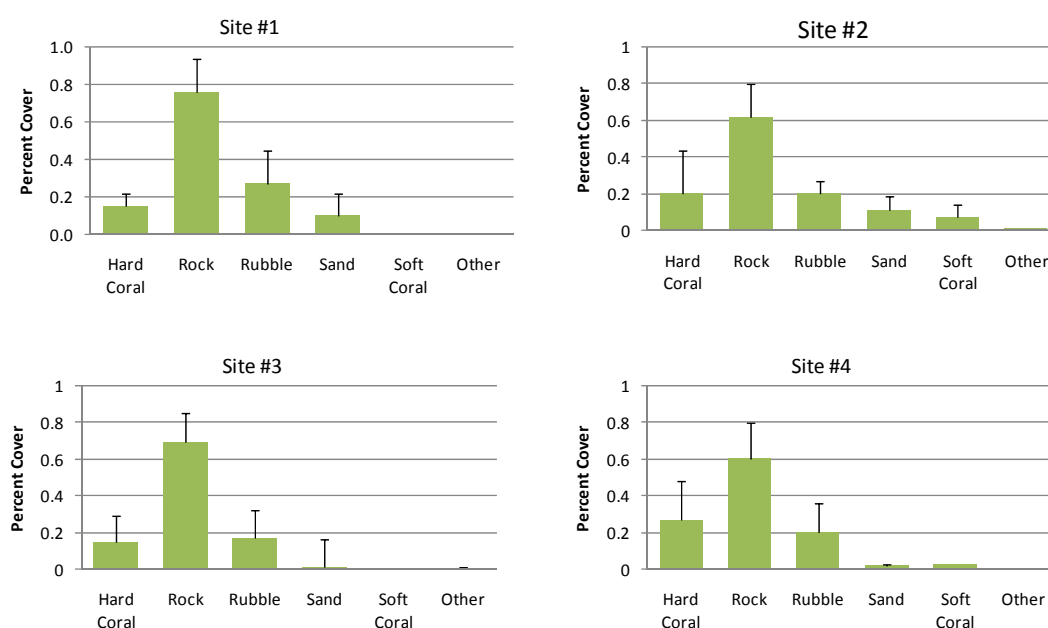 Site #1
Percent Cover
1.0
0.8
0.6
0.4
0.2
0.0
Hard Coral
Rock
Rubble
Sand
Soft Coral
Other
Site #2
Percent Cover
1
0.8
0.6
0.4
0.2
0
Hard Coral
Rock
Rubble
Sand
Soft Coral
Other
Site #3
Percent Cover
1
0.8
0.6
0.4
0.2
0
Hard Coral
Rock
Rubble
Sand
Soft Coral
Other
Site #4
Percent Cover
1
0.8
0.6
0.4
0.2
0
Hard Coral
Rock
Rubble
Sand
Soft Coral
Other